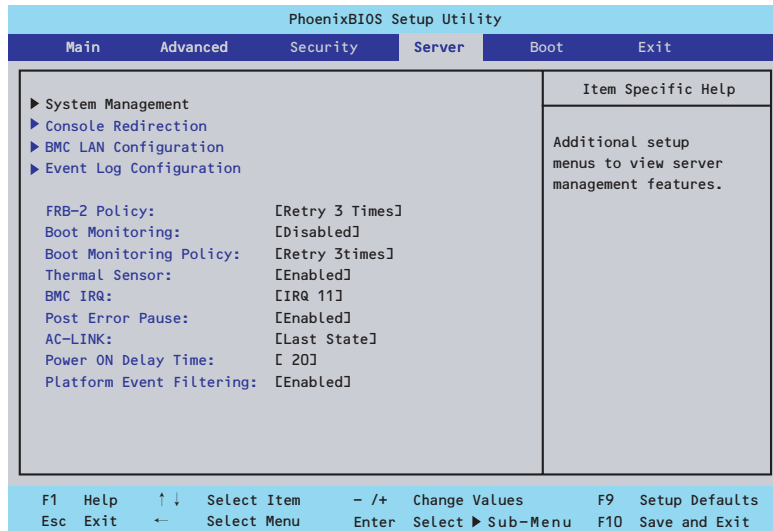 PhoenixBIOS Setup Utility
Main Advanced Security Server Boot Exit
Item Specific Help
▶ System Management
▶ Console Redirection
▶ BMC LAN Configuration
▶ Event Log Configuration
Additional setup
menus to view server
management features.
FRB-2 Policy: [Retry 3 Times]
Boot Monitoring: [Disabled]
Boot Monitoring Policy: [Retry 3times]
Thermal Sensor: [Enabled]
BMC IRQ: [IRQ 11]
Post Error Pause: [Enabled]
AC-LINK: [Last State]
Power ON Delay Time: [ 20]
Platform Event Filtering: [Enabled]
F1 Help ↑↓ Select Item - /+ Change Values F9 Setup Defaults
Esc Exit ← Select Menu Enter Select ▶ Sub-Menu F10 Save and Exit